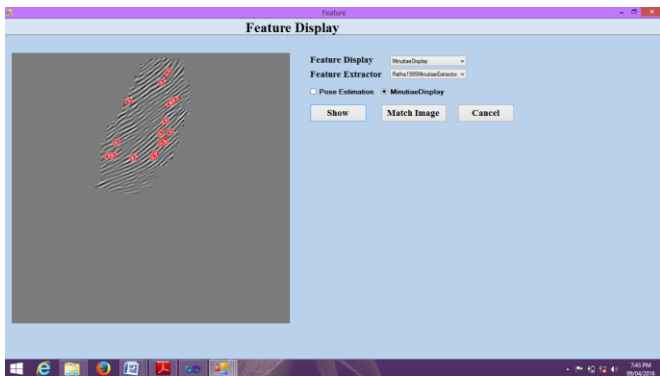 Feature
Feature Display
Feature Display MinutiaeDisplay
Feature Extractor Ratha1995MinutiaeExtractor
Pose Estimation MinutiaeDisplay
Show Match Image Cancel
7:43 PM
09/04/2016